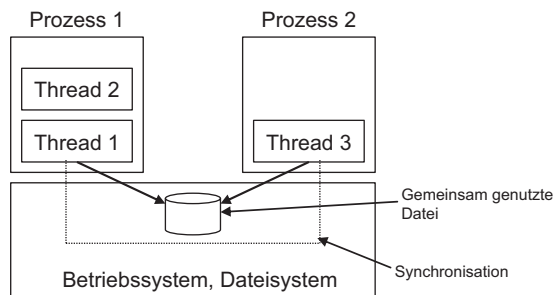 Prozess 1
Prozess 2
Thread 2
Thread 1
Thread 3
Gemeinsam genutzte
Datei
Synchronisation
Betriebssystem, Dateisystem